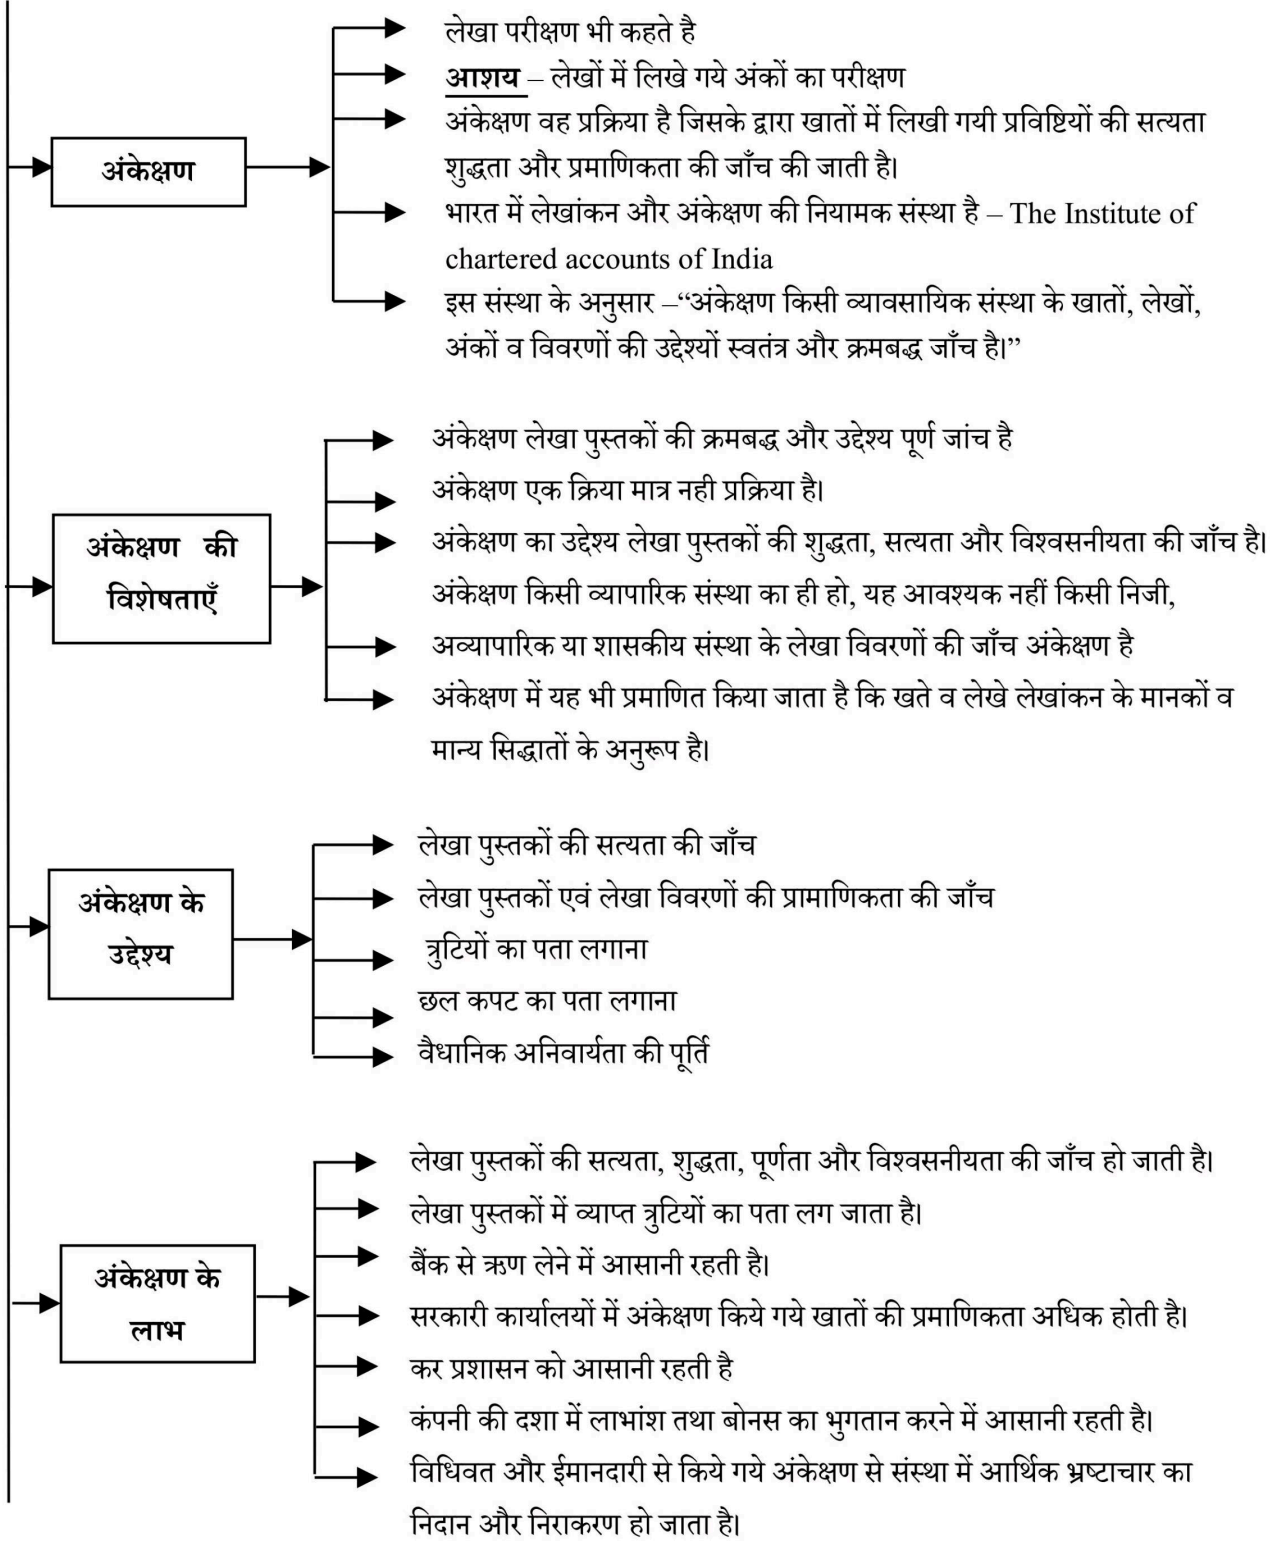 लेखा परीक्षण भी कहते है
आशय – लेखों में लिखे गये अंकों का परीक्षण
अंकेक्षण वह प्रक्रिया है जिसके द्वारा खातों में लिखी गयी प्रविष्टियों की सत्यता
शुद्धता और प्रमाणिकता की जाँच की जाती है।
अंकेक्षण
भारत में लेखांकन और अंकेक्षण की नियामक संस्था है – The Institute of
chartered accounts of India
इस संस्था के अनुसार –“अंकेक्षण किसी व्यावसायिक संस्था के खातों, लेखों,
अंकों व विवरणों की उद्देश्यों स्वतंत्र और क्रमबद्ध जाँच है।”
अंकेक्षण की
विशेषताएँ
अंकेक्षण लेखा पुस्तकों की क्रमबद्ध और उद्देश्य पूर्ण जांच है
अंकेक्षण एक क्रिया मात्र नही प्रक्रिया है।
अंकेक्षण का उद्देश्य लेखा पुस्तकों की शुद्धता, सत्यता और विश्वसनीयता की जाँच है।
अंकेक्षण किसी व्यापारिक संस्था का ही हो, यह आवश्यक नहीं किसी निजी,
अव्यापारिक या शासकीय संस्था के लेखा विवरणों की जाँच अंकेक्षण है
अंकेक्षण में यह भी प्रमाणित किया जाता है कि खते व लेखे लेखांकन के मानकों व
मान्य सिद्धातों के अनुरूप है।
अंकेक्षण के
उद्देश्य
लेखा पुस्तकों की सत्यता की जाँच
लेखा पुस्तकों एवं लेखा विवरणों की प्रामाणिकता की जाँच
त्रुटियों का पता लगाना
छल कपट का पता लगाना
वैधानिक अनिवार्यता की पूर्ति
अंकेक्षण के
लाभ
लेखा पुस्तकों की सत्यता, शुद्धता, पूर्णता और विश्वसनीयता की जाँच हो जाती है।
लेखा पुस्तकों में व्याप्त त्रुटियों का पता लग जाता है।
बैंक से ऋण लेने में आसानी रहती है।
सरकारी कार्यालयों में अंकेक्षण किये गये खातों की प्रमाणिकता अधिक होती है।
कर प्रशासन को आसानी रहती है
कंपनी की दशा में लाभांश तथा बोनस का भुगतान करने में आसानी रहती है।
विधिवत और ईमानदारी से किये गये अंकेक्षण से संस्था में आर्थिक भ्रष्टाचार का
निदान और निराकरण हो जाता है।